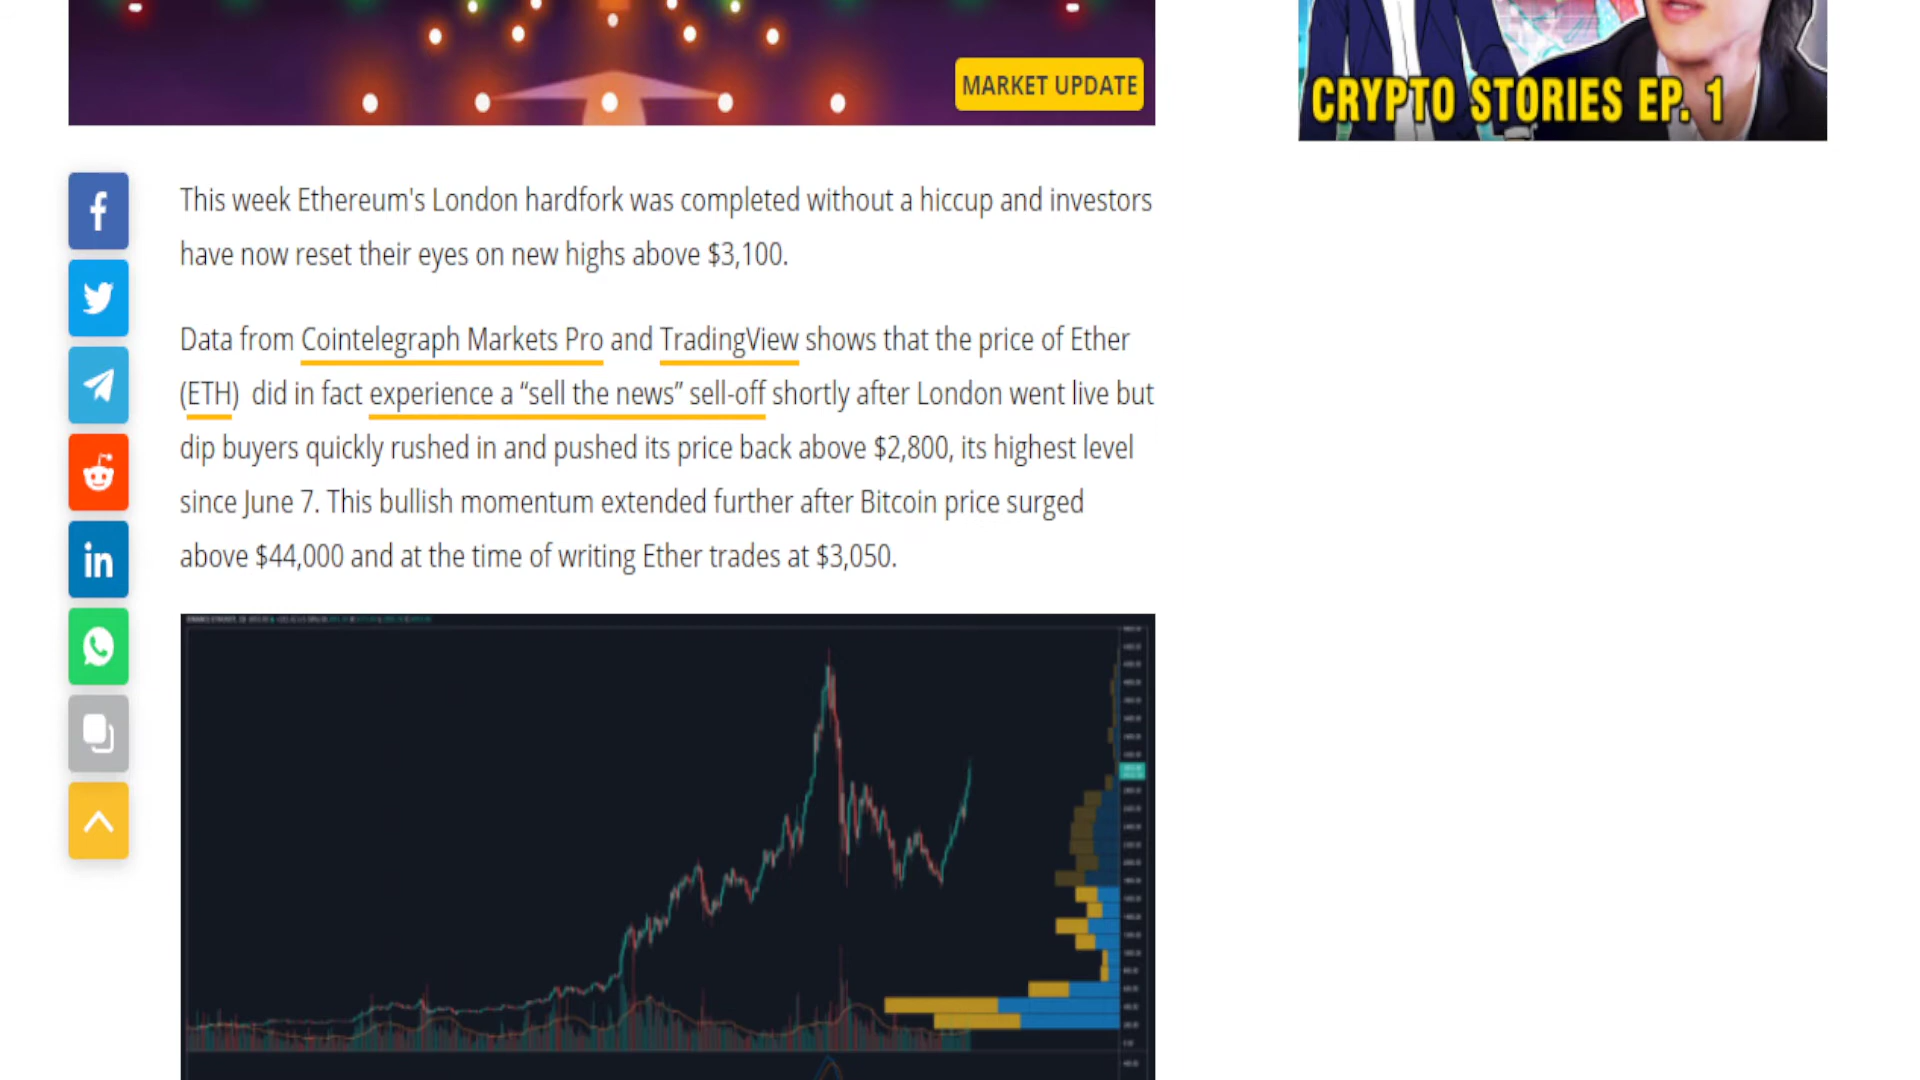 MARKET UPDATE
CRYPTO STORIES EP. 1
This week Ethereum's London hardfork was completed without a hiccup and investors
have now reset their eyes on new highs above $3,100.
Data from Cointelegraph Markets Pro and TradingView shows that the price of Ether
(ETH)  did in fact experience a “sell the news” sell-off shortly after London went live but
dip buyers quickly rushed in and pushed its price back above $2,800, its highest level
since June 7. This bullish momentum extended further after Bitcoin price surged
above $44,000 and at the time of writing Ether trades at $3,050.